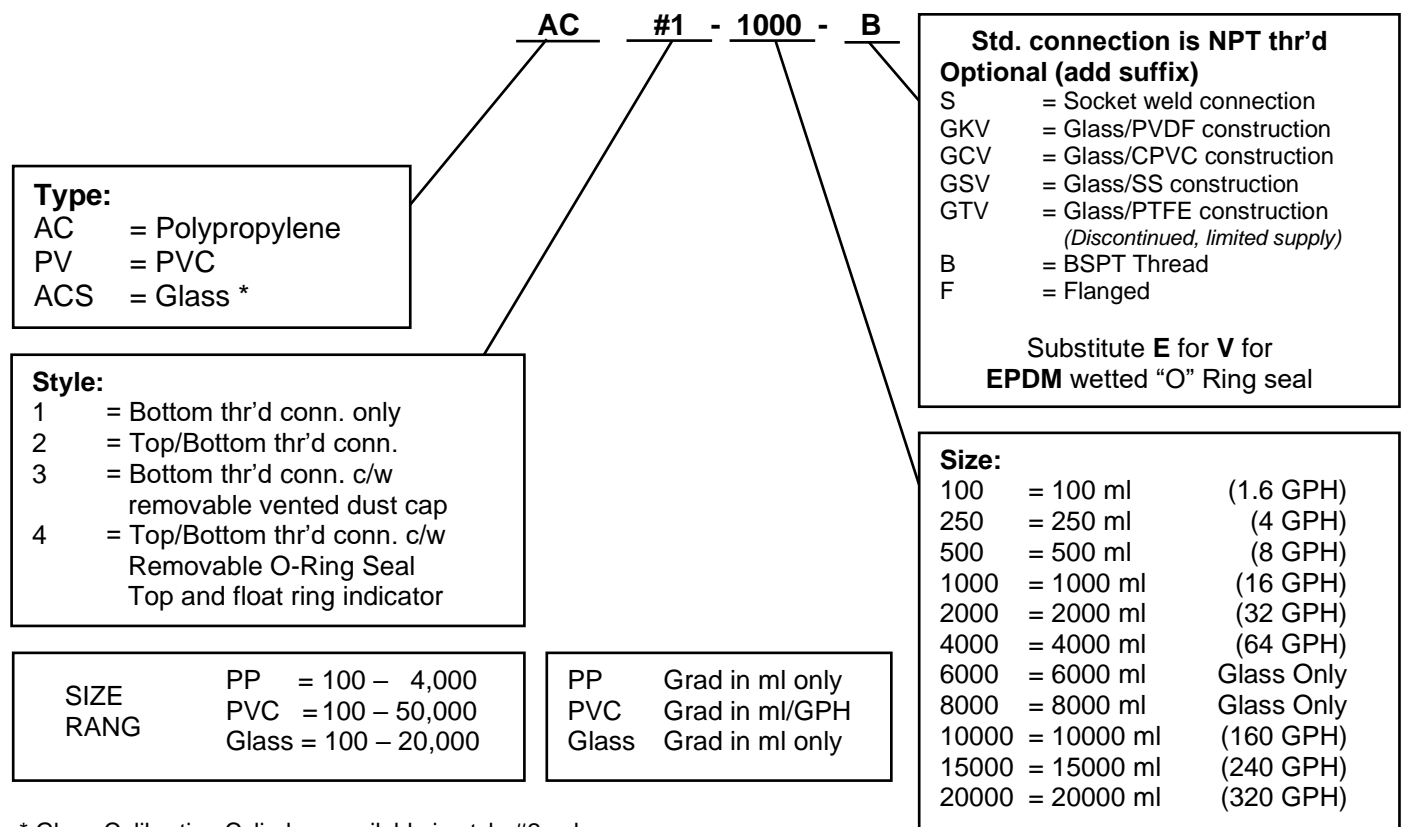 AC #1 - 1000 - B
Std. connection is NPT thr’d
Optional (add suffix)
S = Socket weld connection
GKV = Glass/PVDF construction
GCV = Glass/CPVC construction
GSV = Glass/SS construction
GTV = Glass/PTFE construction
(Discontinued, limited supply)
B = BSPT Thread
F = Flanged
Substitute E for V for
EPDM wetted “O” Ring seal
Type:
AC = Polypropylene
PV = PVC
ACS = Glass *
Style:
1 = Bottom thr’d conn. only
2 = Top/Bottom thr’d conn.
3 = Bottom thr’d conn. c/w
removable vented dust cap
4 = Top/Bottom thr’d conn. c/w
Removable O-Ring Seal
Top and float ring indicator
Size:
100 = 100 ml (1.6 GPH)
250 = 250 ml (4 GPH)
500 = 500 ml (8 GPH)
1000 = 1000 ml (16 GPH)
2000 = 2000 ml (32 GPH)
4000 = 4000 ml (64 GPH)
6000 = 6000 ml Glass Only
8000 = 8000 ml Glass Only
10000 = 10000 ml (160 GPH)
15000 = 15000 ml (240 GPH)
20000 = 20000 ml (320 GPH)
SIZE
RANG
PP = 100 – 4,000
PVC =100 – 50,000
Glass = 100 – 20,000
PP Grad in ml only
PVC Grad in ml/GPH
Glass Grad in ml only